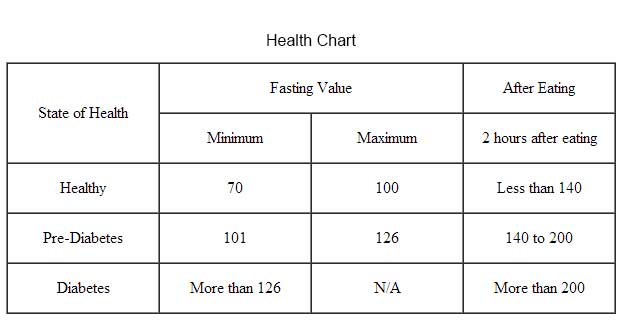 Health Chart
State of Health Fasting Value After Eating
Minimum Maximum 2 hours after eating
Healthy 70 100 Less than 140
Pre-Diabetes 101 126 140 to 200
Diabetes More than 126 N/A More than 200